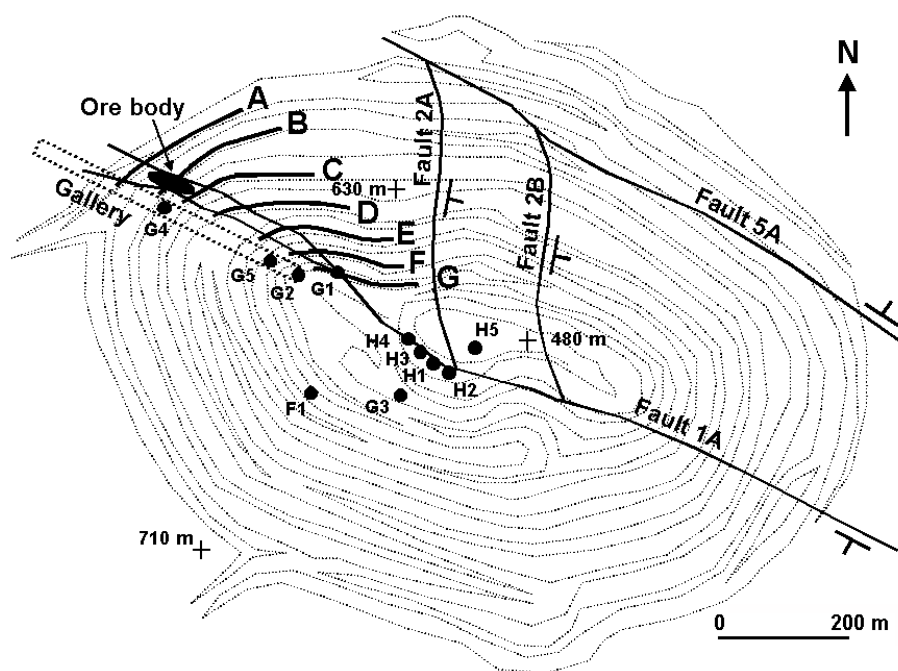 N
A
Ore body
B
Fault 2A
C
630 m
Gallery
D
Fault 2B
Fault 5A
G4
E
F
G5
G2
G1
G
H4
H5
480 m
H3
H1
H2
F1
G3
Fault 1A
710 m
0 200 m